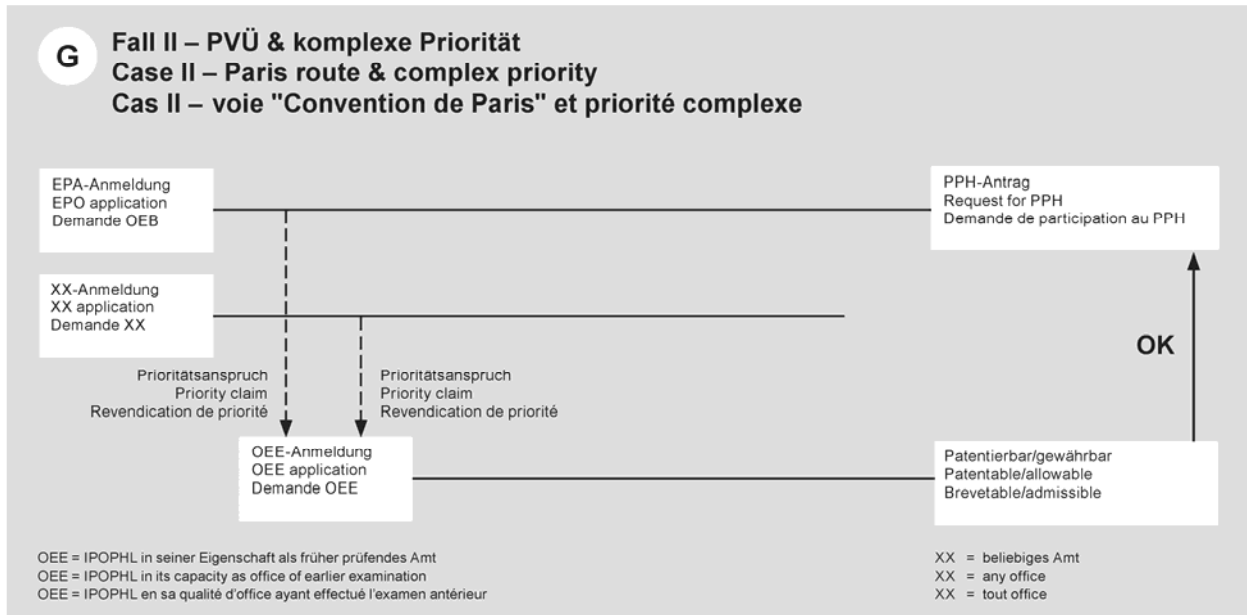 G
Fall II – PVÜ & komplexe Priorität
Case II – Paris route & complex priority
Cas II – voie "Convention de Paris" et priorité complexe
EPA-Anmeldung
EPO application
Demande OEB
PPH-Antrag
Request for PPH
Demande de participation au PPH
XX-Anmeldung
XX application
Demande XX
OK
Prioritätsanspruch
Priority claim
Revendication de priorité
Prioritätsanspruch
Priority claim
Revendication de priorité
OEE-Anmeldung
OEE application
Demande OEE
Patentierbar/gewährbar
Patentable/allowable
Brevetable/admissible
OEE = IPOPHL in seiner Eigenschaft als früher prüfendes Amt
OEE = IPOPHL in its capacity as office of earlier examination
OEE = IPOPHL en sa qualité d'office ayant effectué l'examen antérieur
XX = beliebiges Amt
XX = any office
XX = tout office